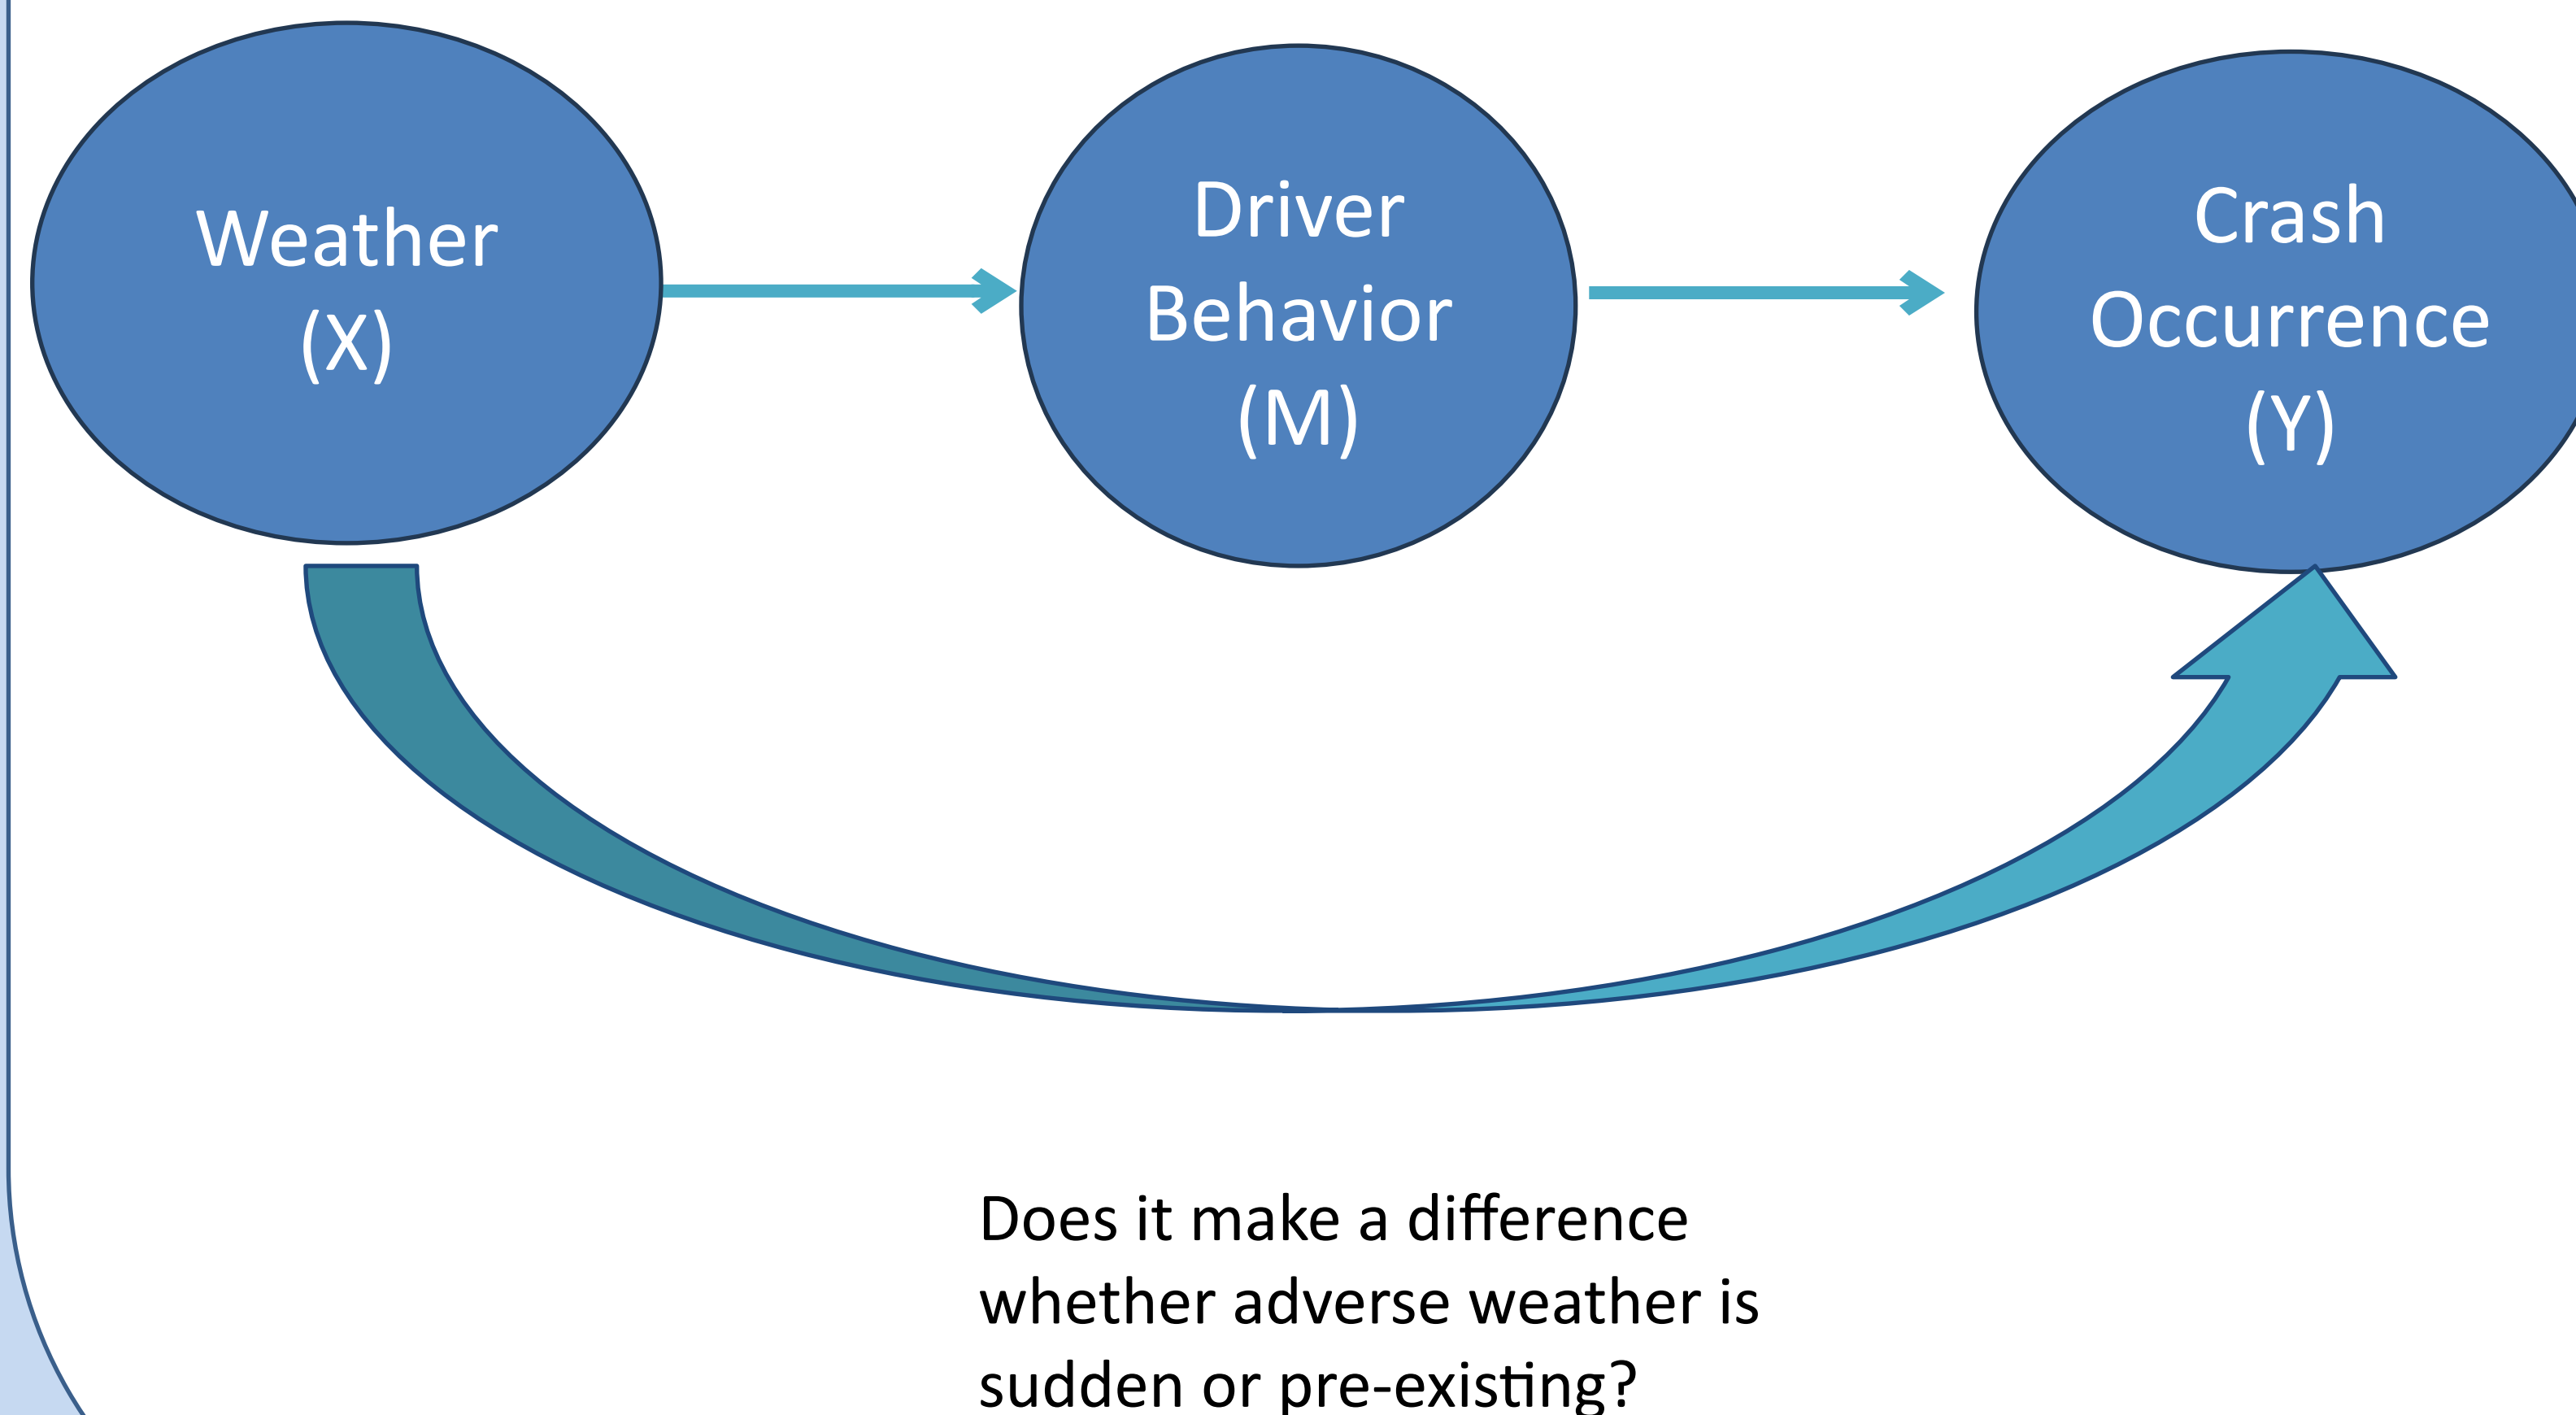 Weather
(X)
Driver
Behavior
(M)
Crash
Occurrence
(Y)
Does it make a difference
whether adverse weather is
sudden or pre-existing?